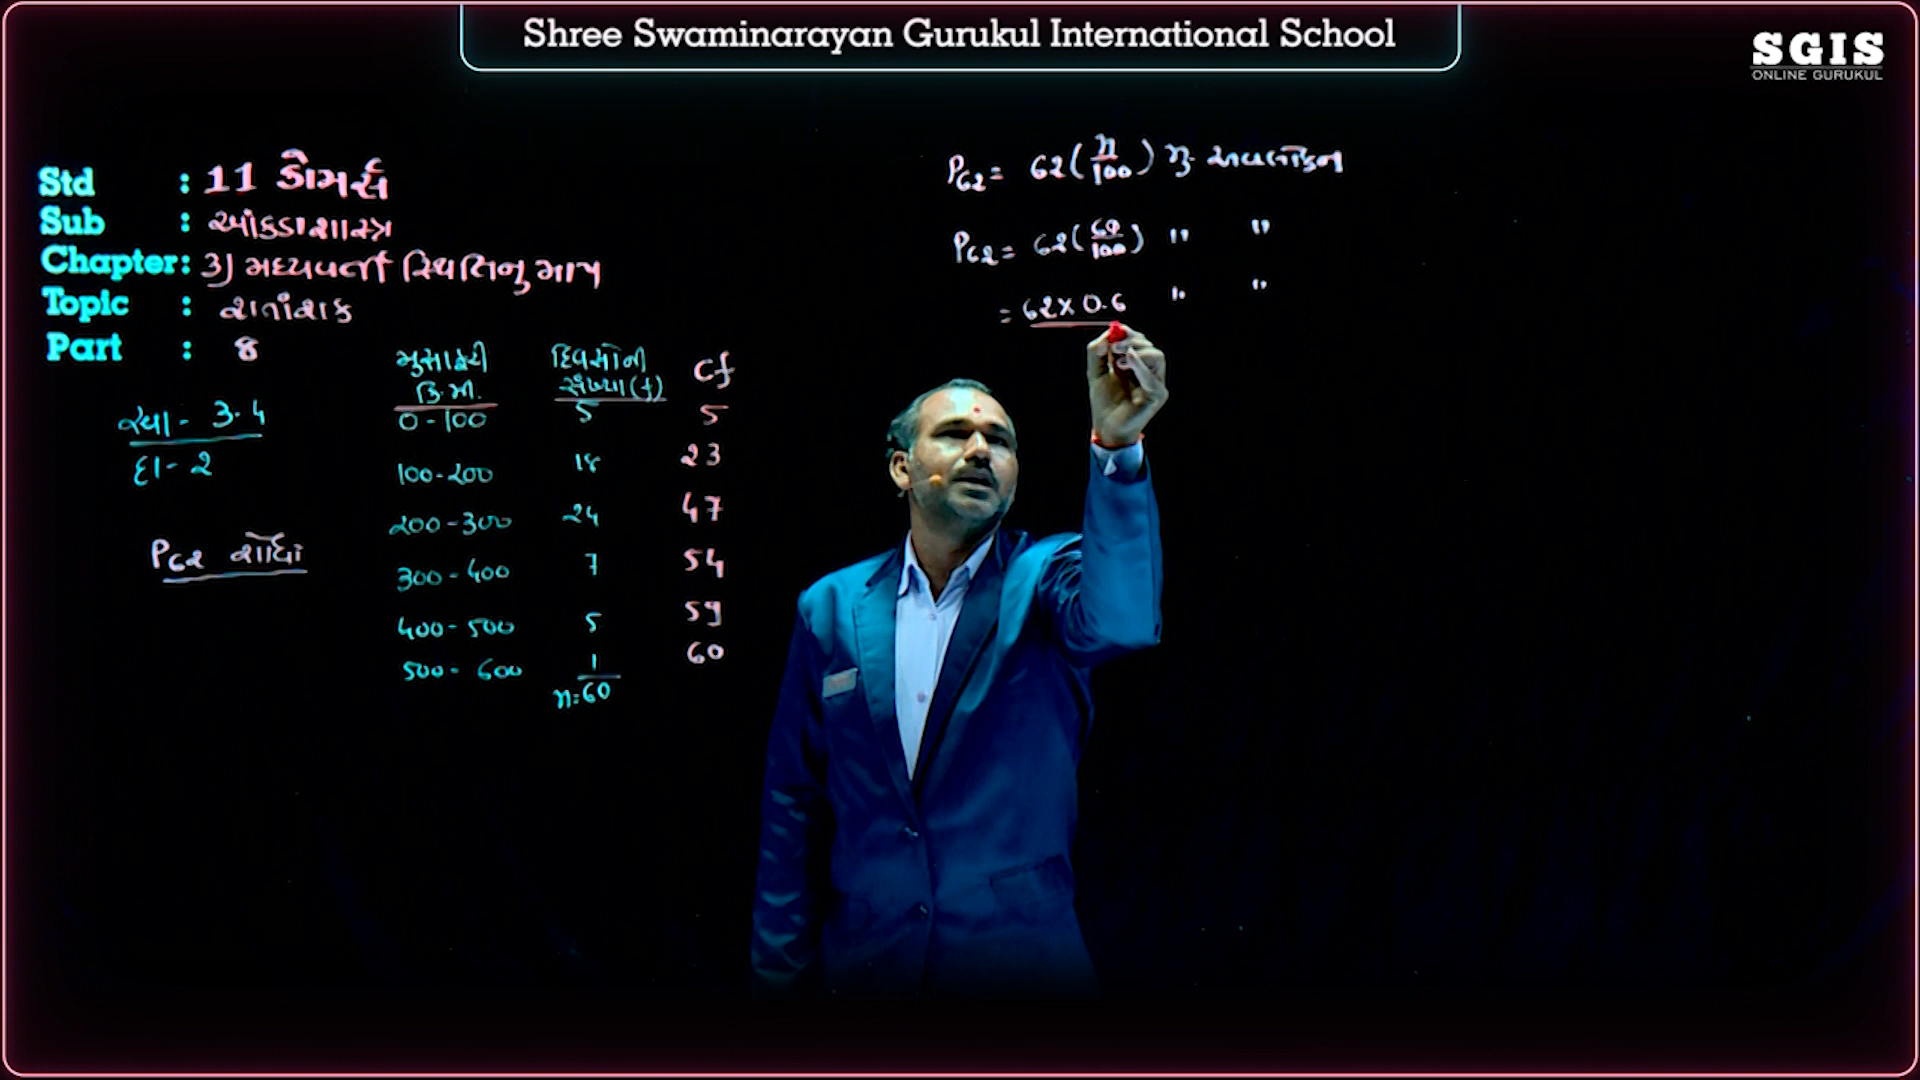 Shree Swaminarayan Gurukul International School
SGIS
ONLINE GURUKUL
Std : 11 કોમર્સ
Sub : આંકડાશાસ્ત્ર
Chapter: 3) મધ્યવર્તી સ્થિતિનુ માપ
Topic : શતાંશક
Part : 8
સ્વા- 3.4
દા-2
P62 શોધો
મુસાફરી કિ.મી. દિવસોની સંખ્યા (f) cf
0-100 5 5
100-200 18 23
200-300 24 47
300-400 7 54
400-500 5 59
500-600 1 60
n=60
P62 = 62(n/100) મુ. અવલોકન
P62 = 62(60/100) " "
= 62 × 0.6 " "